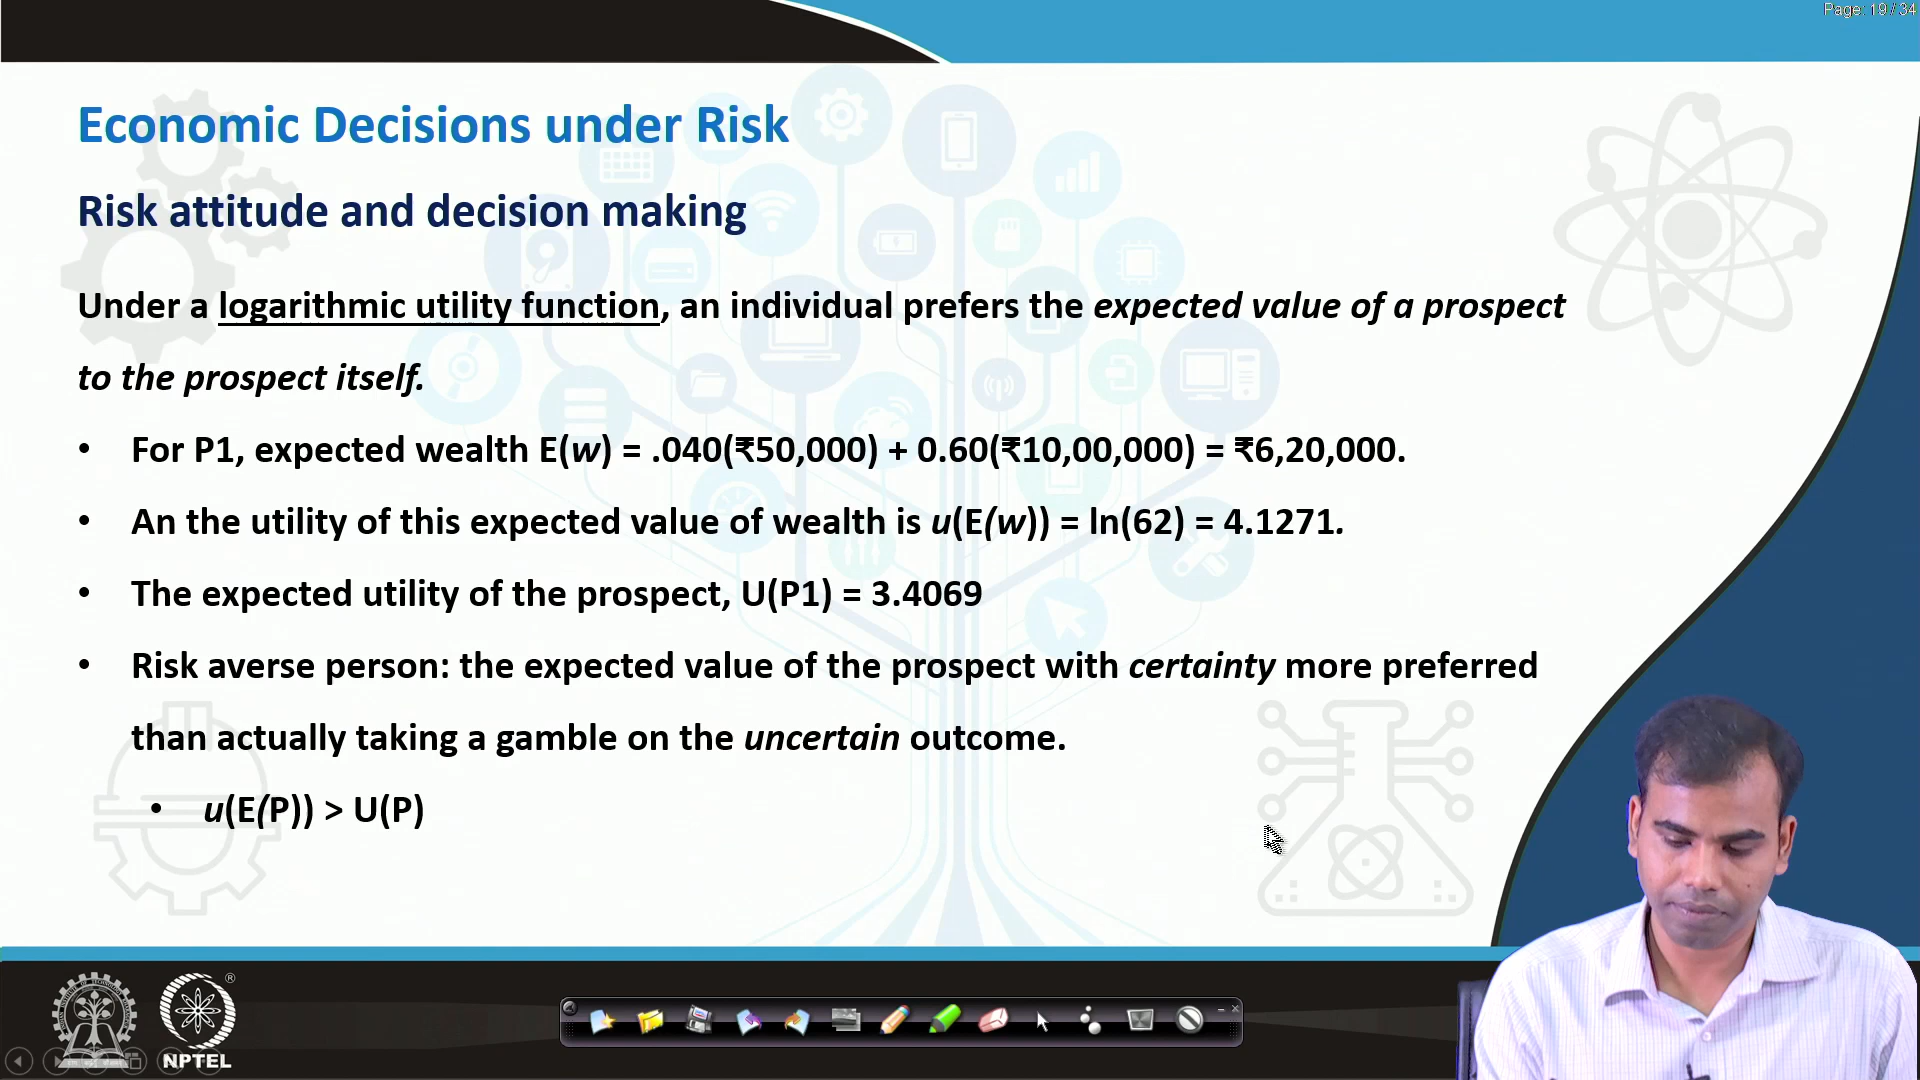 Page: 19 / 34
Economic Decisions under Risk
Risk attitude and decision making
Under a logarithmic utility function, an individual prefers the expected value of a prospect
to the prospect itself.
• For P1, expected wealth E(w) = .040(₹50,000) + 0.60(₹10,00,000) = ₹6,20,000.
• An the utility of this expected value of wealth is u(E(w)) = ln(62) = 4.1271.
• The expected utility of the prospect, U(P1) = 3.4069
• Risk averse person: the expected value of the prospect with certainty more preferred
than actually taking a gamble on the uncertain outcome.
• u(E(P)) > U(P)
®
NPTEL